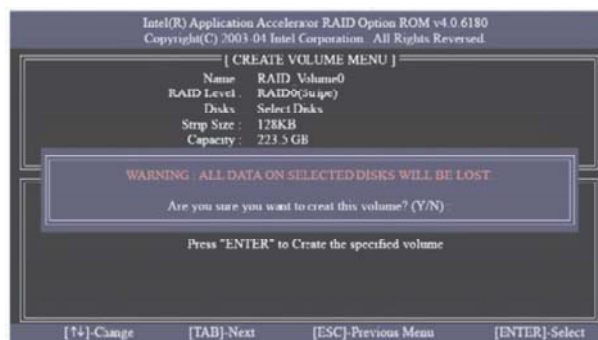 Intel(R) Application Accelerator RAID Option ROM v4.0.6180
Copyright(C) 2003-04 Intel Corporation. All Rights Reversed.
[ CREATE VOLUME MENU ]
Name RAID_Volume0
RAID Level : RAID0(Stripe)
Disks Select Disks
Strip Size : 128KB
Capacity : 223.5 GB
WARNING : ALL DATA ON SELECTED DISKS WILL BE LOST
Are you sure you want to creat this volume? (Y/N) :
Press "ENTER" to Create the specified volume
[↑↓]-Change [TAB]-Next [ESC]-Previous Menu [ENTER]-Select